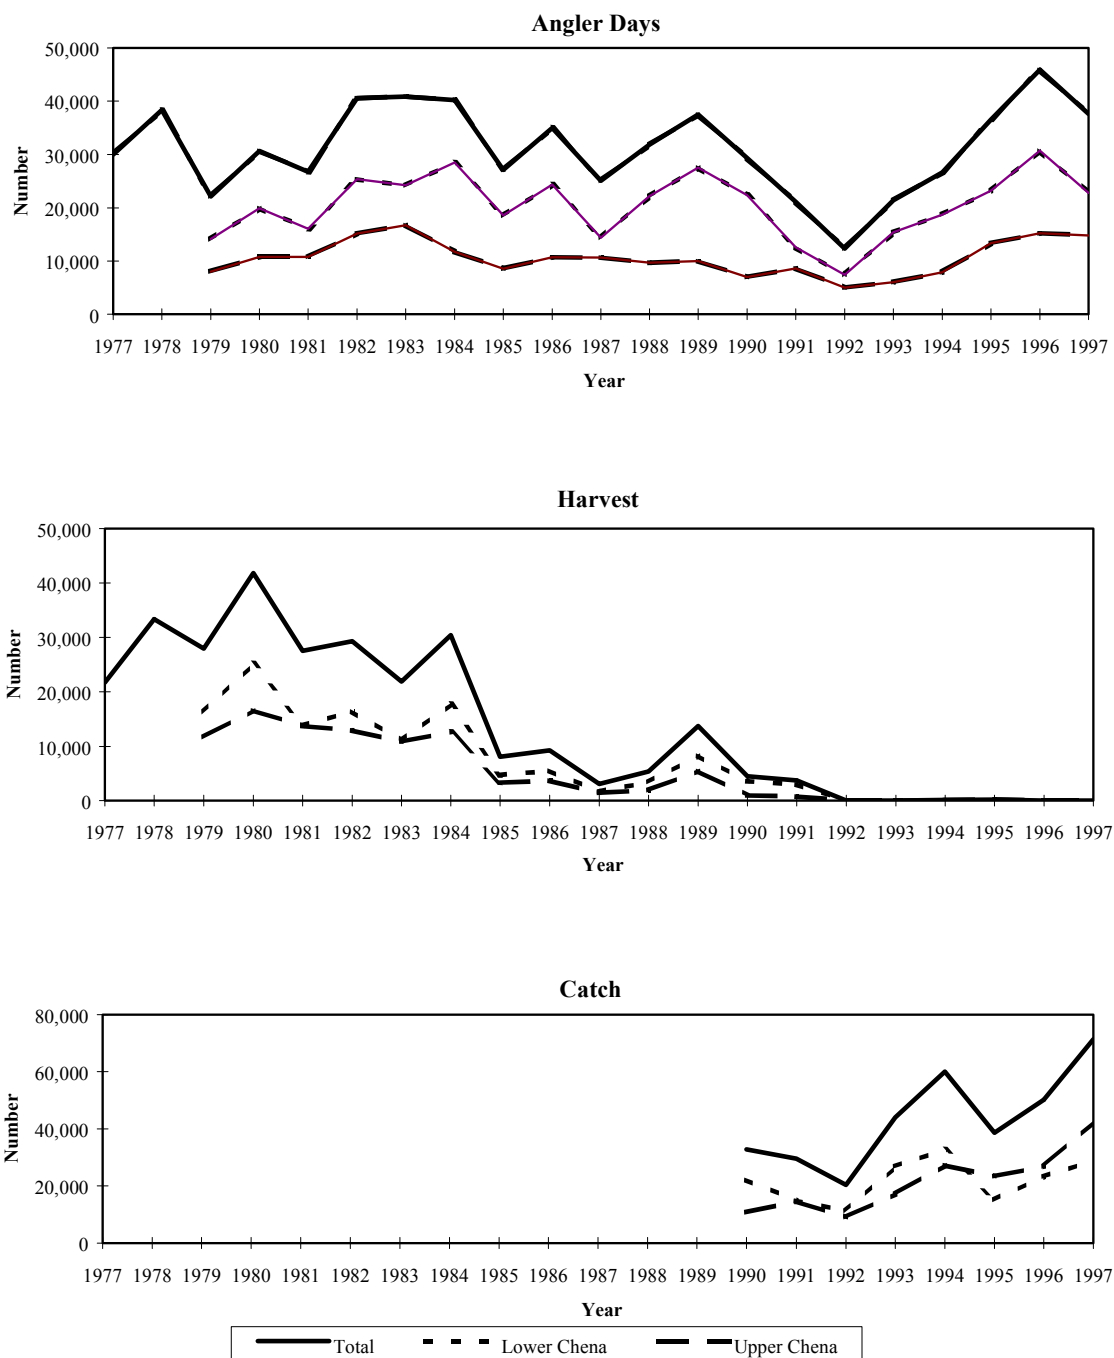 Angler Days
50,000
40,000
30,000
20,000
10,000
0
Number
1977 1978 1979 1980 1981 1982 1983 1984 1985 1986 1987 1988 1989 1990 1991 1992 1993 1994 1995 1996 1997
Year
Harvest
50,000
40,000
30,000
20,000
10,000
0
Number
1977 1978 1979 1980 1981 1982 1983 1984 1985 1986 1987 1988 1989 1990 1991 1992 1993 1994 1995 1996 1997
Year
Catch
80,000
60,000
40,000
20,000
0
Number
1977 1978 1979 1980 1981 1982 1983 1984 1985 1986 1987 1988 1989 1990 1991 1992 1993 1994 1995 1996 1997
Year
Total Lower Chena Upper Chena